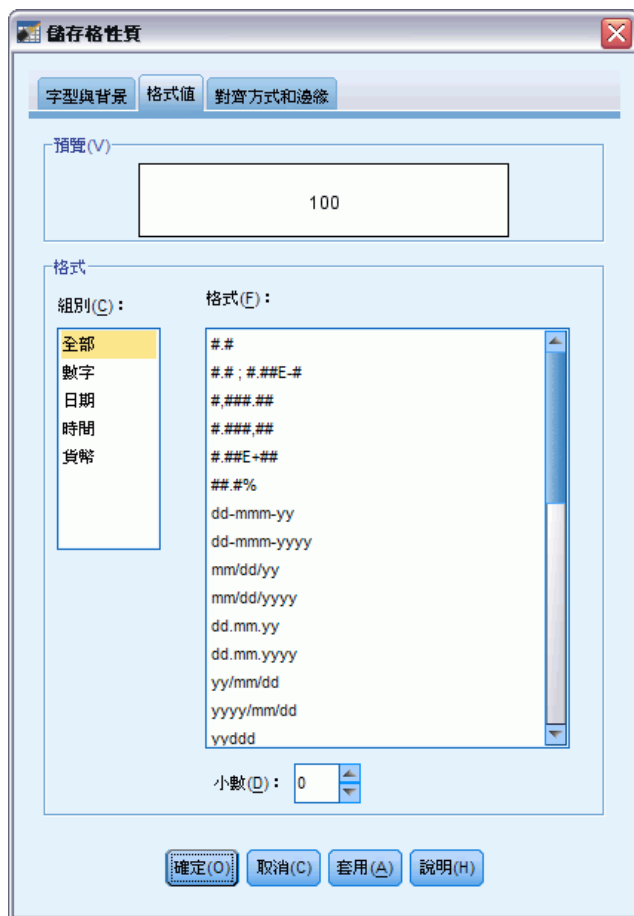 儲存格性質
字型與背景 格式值 對齊方式和邊緣
預覽(V)
100
格式
組別(C)：
全部
數字
日期
時間
貨幣
格式(F)：
#.#
#.# ; #.##E-#
#,###.##
#.###,##
#.##E+##
##.#%
dd-mmm-yy
dd-mmm-yyyy
mm/dd/yy
mm/dd/yyyy
dd.mm.yy
dd.mm.yyyy
yy/mm/dd
yyyy/mm/dd
yyddd
小數(D)： 0
確定(O) 取消(C) 套用(A) 說明(H)